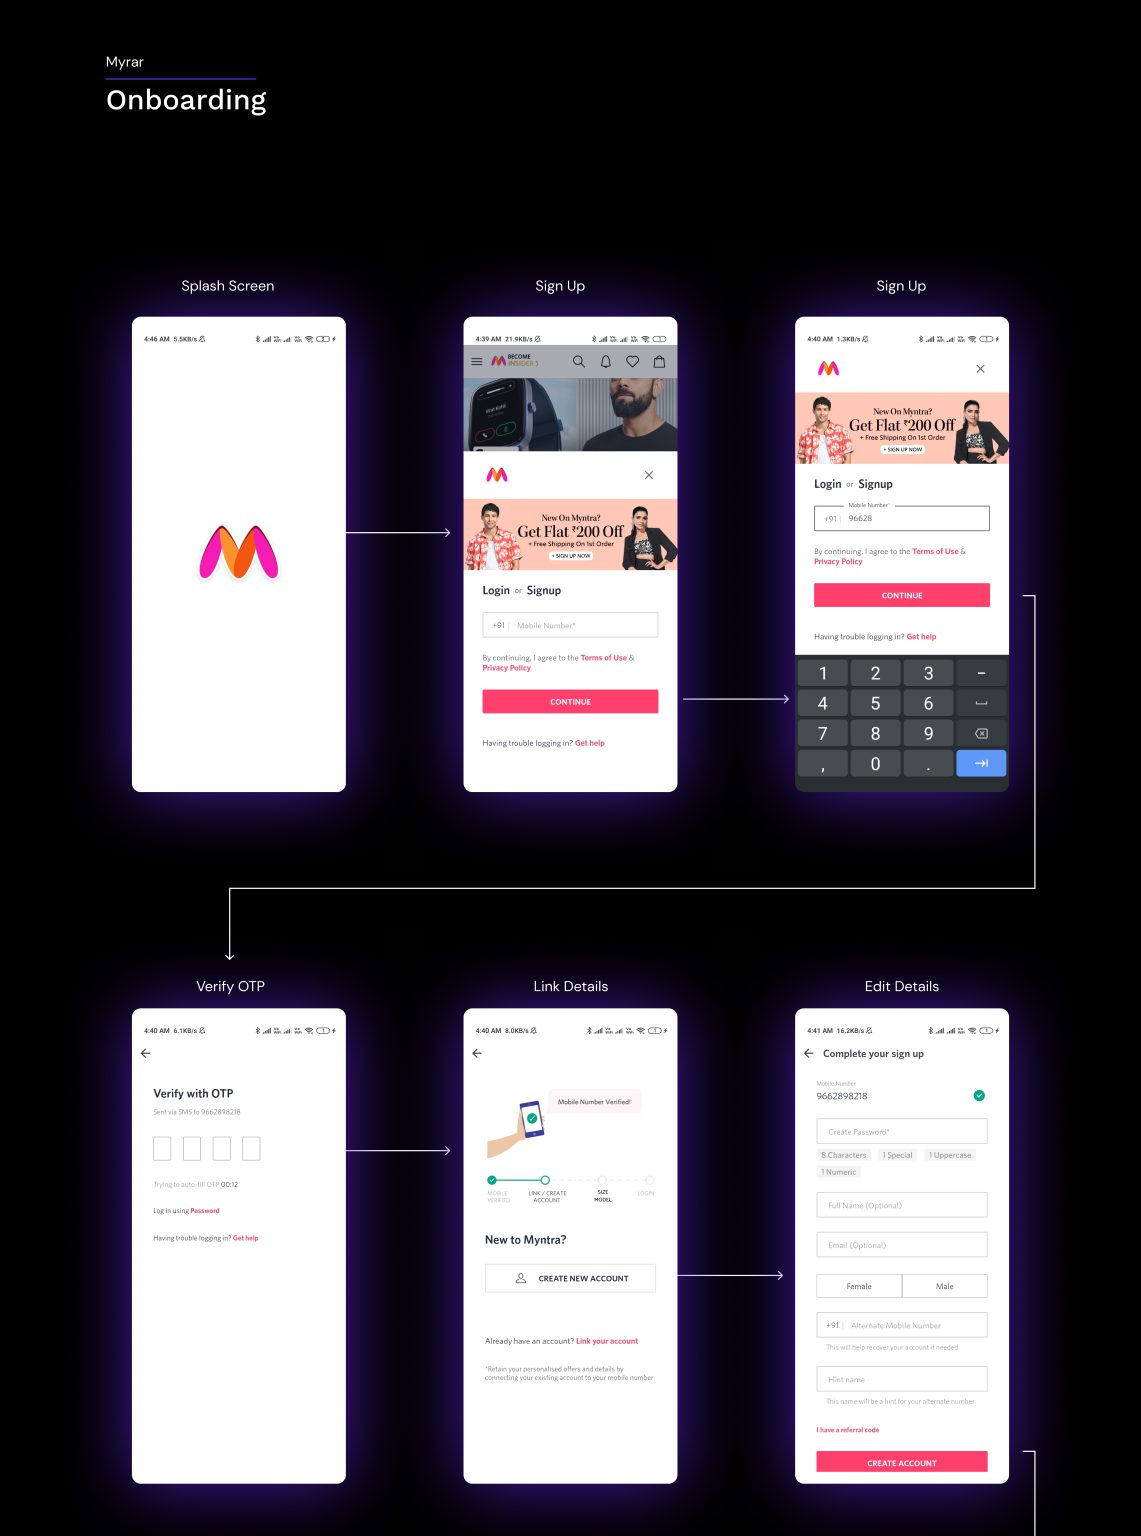 Myrar
Onboarding
Splash Screen
Sign Up
Sign Up
4:46 AM 5.5KB/s
4:39 AM 21.9KB/s
BECOME
INSIDER
New On Myntra?
Get Flat ₹200 Off
+ Free Shipping On 1st Order
+ SIGN UP NOW
Login or Signup
+91 | Mobile Number*
By continuing, I agree to the Terms of Use &
Privacy Policy
CONTINUE
Having trouble logging in? Get help
4:40 AM 1.3KB/s
New On Myntra?
Get Flat ₹200 Off
+ Free Shipping On 1st Order
+ SIGN UP NOW
Login or Signup
Mobile Number*
+91 | 96628
By continuing, I agree to the Terms of Use &
Privacy Policy
CONTINUE
Having trouble logging in? Get help
1 2 3 -
4 5 6
7 8 9
, 0 .
Verify OTP
Link Details
Edit Details
4:40 AM 6.1KB/s
Verify with OTP
Sent via SMS to 9662898218
Trying to auto-fill OTP 00:12
Log in using Password
Having trouble logging in? Get help
4:40 AM 8.0KB/s
Mobile Number Verified!
MOBILE
VERIFIED
LINK / CREATE
ACCOUNT
SIZE
MODEL
LOGIN
New to Myntra?
CREATE NEW ACCOUNT
Already have an account? Link your account
*Retain your personalised offers and details by
connecting your existing account to your mobile number
4:41 AM 16.2KB/s
Complete your sign up
Mobile Number
9662898218
Create Password*
8 Characters 1 Special 1 Uppercase
1 Numeric
Full Name (Optional)
Email (Optional)
Female Male
+91 | Alternate Mobile Number
This will help recover your account if needed
Hint name
This name will be a hint for your alternate number
I have a referral code
CREATE ACCOUNT